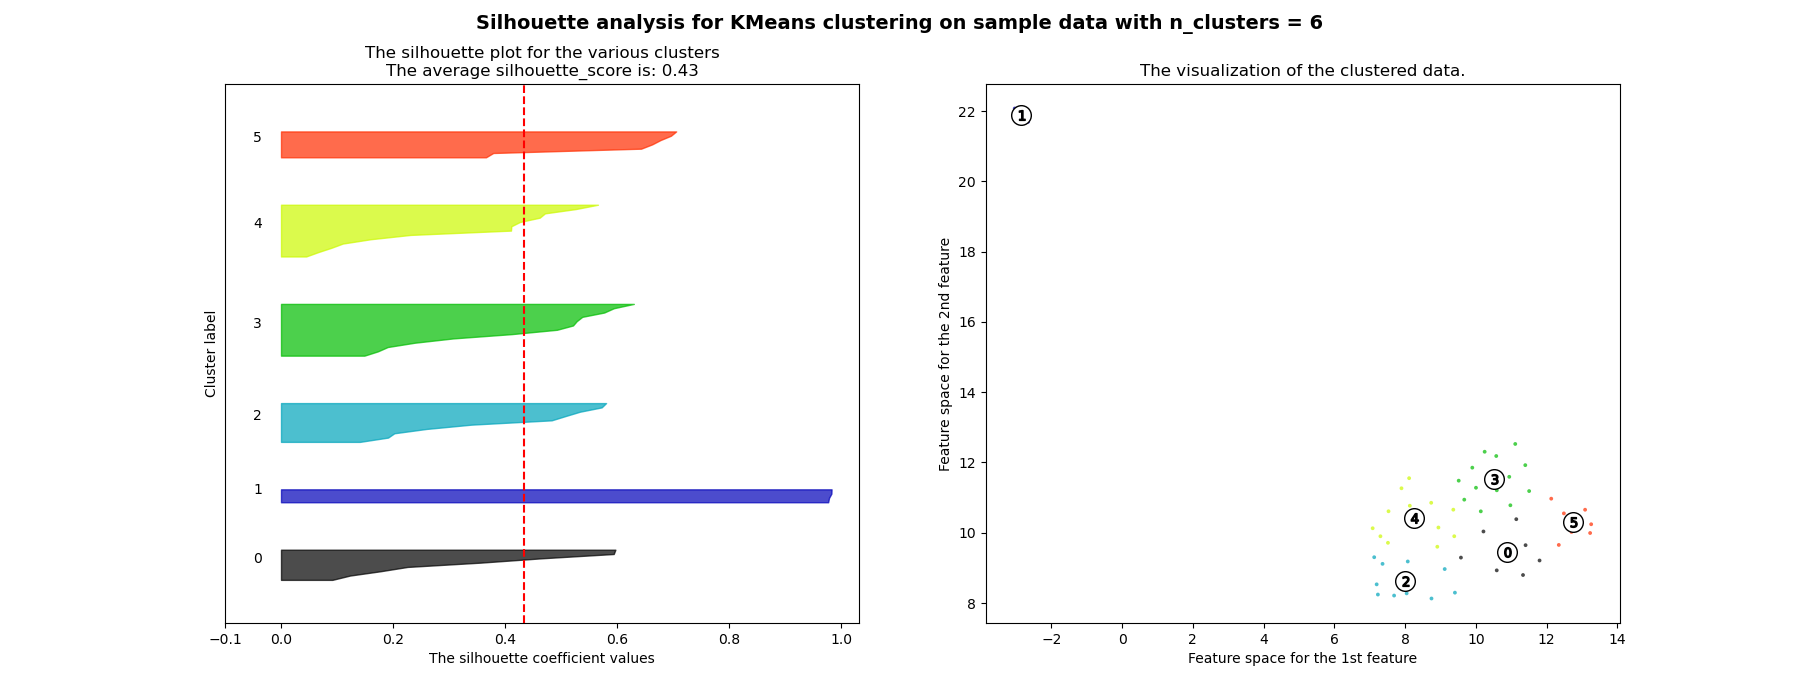 Silhouette analysis for KMeans clustering on sample data with n_clusters = 6
The silhouette plot for the various clusters
The average silhouette_score is: 0.43
5
4
3
2
1
0
Cluster label
−0.1 0.0 0.2 0.4 0.6 0.8 1.0
The silhouette coefficient values
The visualization of the clustered data.
22
20
18
16
14
12
10
8
Feature space for the 2nd feature
1
3
4
5
0
2
−2 0 2 4 6 8 10 12 14
Feature space for the 1st feature